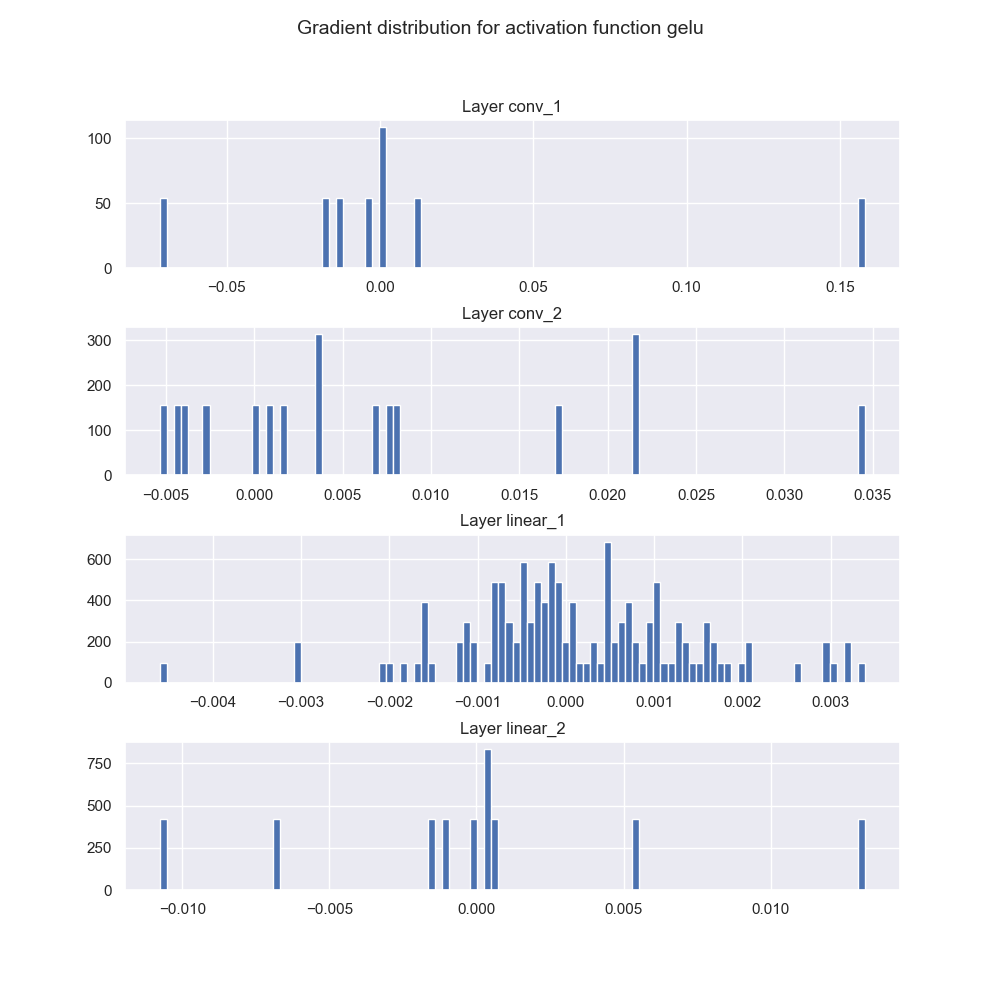 Gradient distribution for activation function gelu
Layer conv_1
100
50
0
−0.05 0.00 0.05 0.10 0.15
Layer conv_2
300
200
100
0
−0.005 0.000 0.005 0.010 0.015 0.020 0.025 0.030 0.035
Layer linear_1
600
400
200
0
−0.004 −0.003 −0.002 −0.001 0.000 0.001 0.002 0.003
Layer linear_2
750
500
250
0
−0.010 −0.005 0.000 0.005 0.010